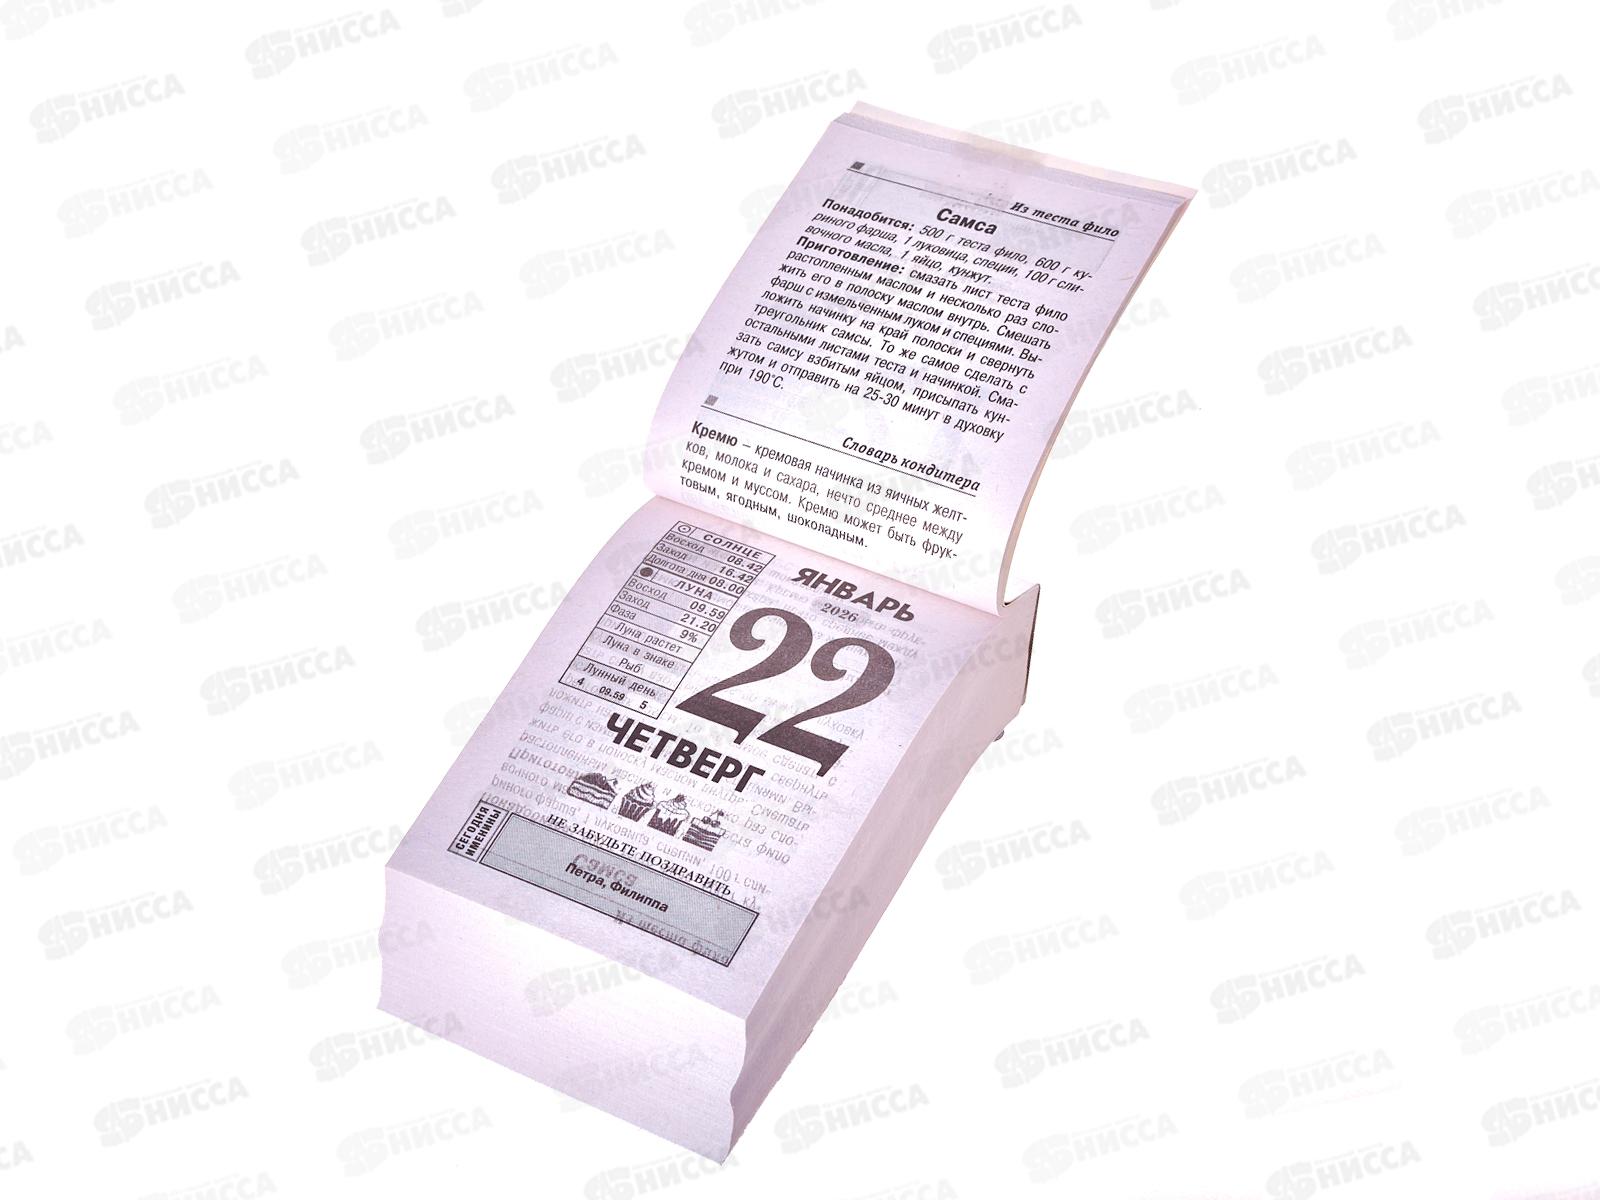 Из теста фило
Самса
Понадобится: 500 г теста фило, 600 г ку-
риного фарша, 1 луковица, специи, 100 г сли-
вочного масла, 1 яйцо, кунжут.
Приготовление: смазать лист теста фило
растопленным маслом и несколько раз сло-
жить его в полоску маслом внутрь. Смешать
фарш с измельченным луком и специями. Вы-
ложить начинку на край полоски и свернуть
треугольник самсы. То же самое сделать с
остальными листами теста и начинкой. Сма-
зать самсу взбитым яйцом, присыпать кун-
жутом и отправить на 25-30 минут в духовку
при 190°С.
Словарь кондитера
Кремю – кремовая начинка из яичных желт-
ков, молока и сахара, нечто среднее между
кремом и муссом. Кремю может быть фрук-
товым, ягодным, шоколадным.
СОЛНЦЕ
Восход 08.42
Заход 16.42
Долгота дня 08.00
ЛУНА
Восход 09.59
Заход 21.20
Фаза 9%
Луна растет
Луна в знаке
Рыб
Лунный день
4 09.59 5
ЯНВАРЬ
2026
22
ЧЕТВЕРГ
СЕГОДНЯ
ИМЕНИНЫ
НЕ ЗАБУДЬТЕ ПОЗДРАВИТЬ
Петра, Филиппа
НИССА